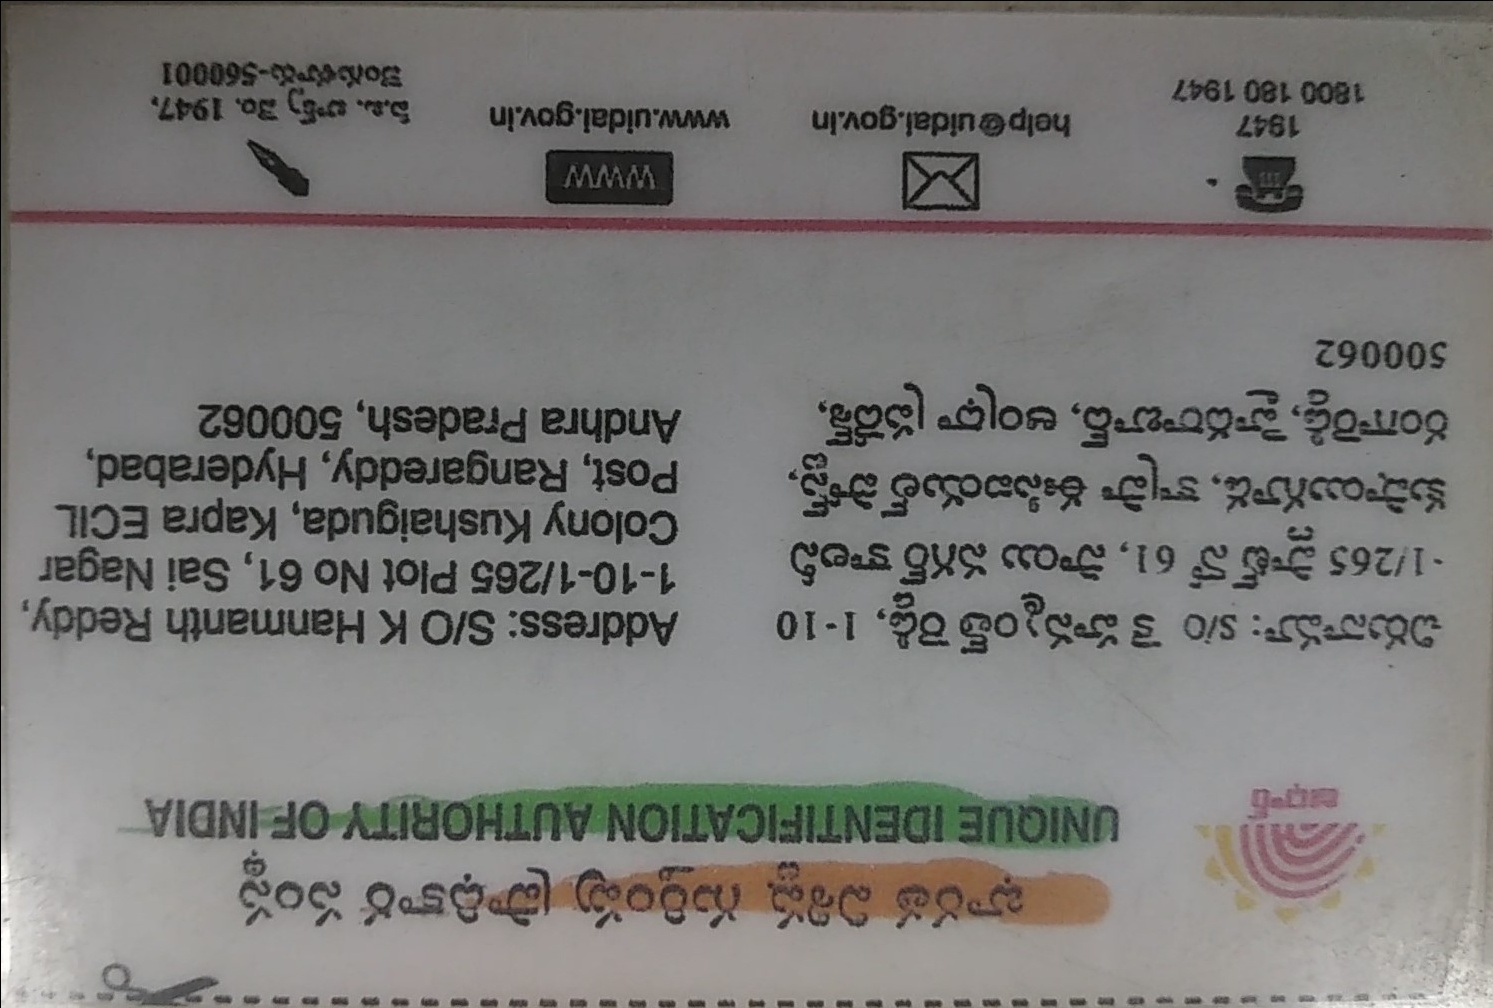 భారత విశిష్ట గుర్తింపు ప్రాధికార సంస్థ
UNIQUE IDENTIFICATION AUTHORITY OF INDIA
ఆధార్
చిరునామా: S/O కె హన్మంత్ రెడ్డి, 1-10
-1/265 ప్లాట్ నో 61, సాయి నగర్ కాలనీ
కుషాయిగూడ, కాప్రా ఈసిఐయల్ పోస్ట్,
రంగారెడ్డి, హైదరాబాద్, ఆంధ్రా ప్రదేశ్,
500062
Address: S/O K Hanmanth Reddy,
1-10-1/265 Plot No 61, Sai Nagar
Colony Kushaiguda, Kapra ECIL
Post, Rangareddy, Hyderabad,
Andhra Pradesh, 500062
1947
1800 180 1947
help@uidai.gov.in
WWW
www.uidai.gov.in
పి.ఒ. బాక్స్ నెం. 1947,
బెంగుళూరు-560001